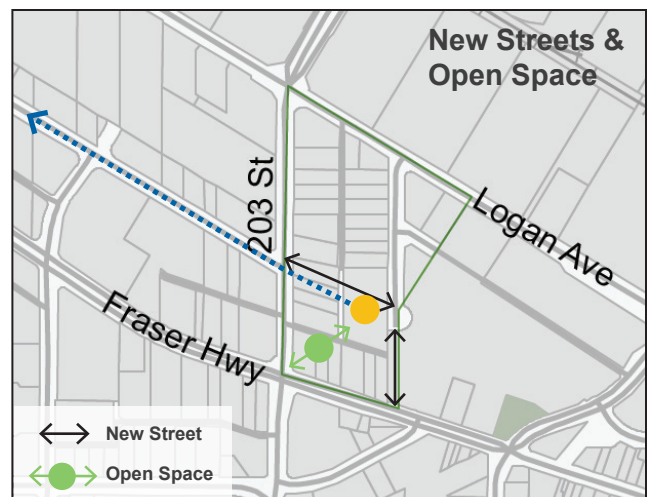 New Streets &
Open Space
203 St
Logan Ave
Fraser Hwy
New Street
Open Space